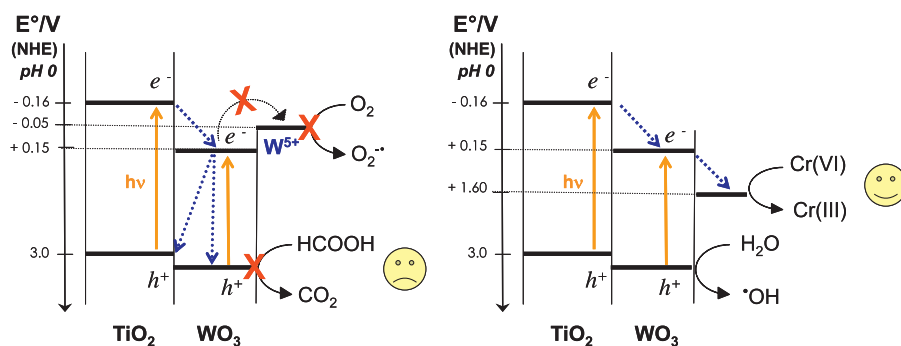 E°/V
(NHE)
pH 0
- 0.16
- 0.05
+ 0.15
3.0
e -
e -
hν
W5+
O2
O2-•
HCOOH
CO2
h+
h+
TiO2
WO3
E°/V
(NHE)
pH 0
- 0.16
+ 0.15
+ 1.60
3.0
e -
e -
hν
Cr(VI)
Cr(III)
H2O
•OH
h+
h+
TiO2
WO3